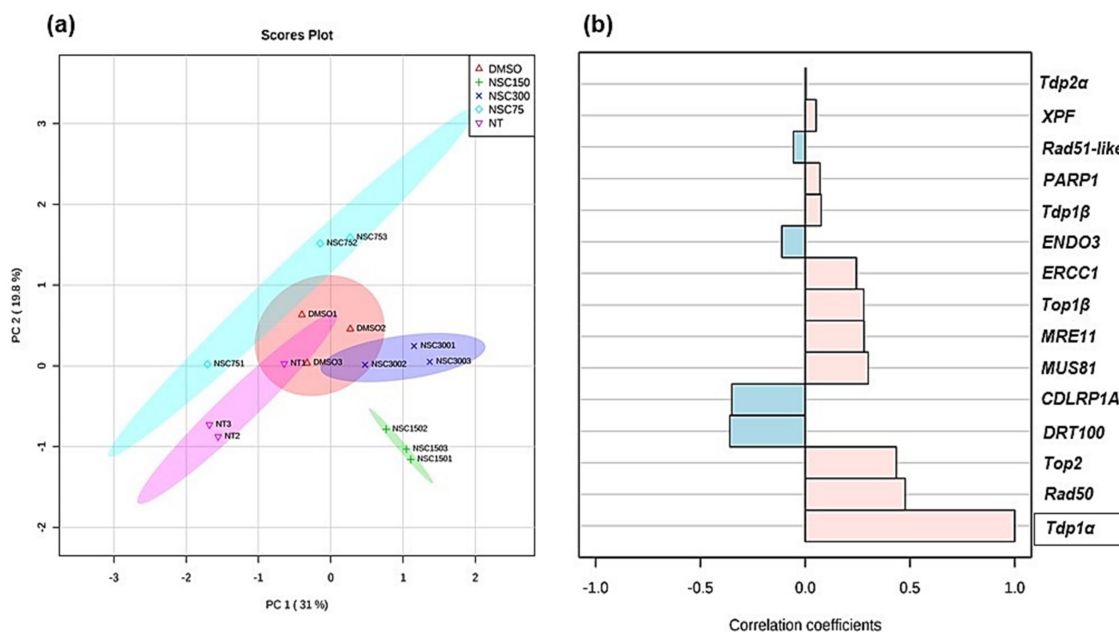 (a)
Scores Plot
DMSO
NSC150
NSC300
NSC75
NT
3
2
1
0
-1
-2
PC 2 ( 19.8 %)
NSC752
NSC753
DMSO1
DMSO2
NSC3001
NSC751
NT1
DMSO3
NSC3002
NSC3003
NT3
NT2
NSC1502
NSC1503
NSC1501
-3
-2
-1
0
1
2
PC 1 ( 31 %)
(b)
Tdp2α
XPF
Rad51-like
PARP1
Tdp1β
ENDO3
ERCC1
Top1β
MRE11
MUS81
CDLRP1A
DRT100
Top2
Rad50
Tdp1α
-1.0
-0.5
0.0
0.5
1.0
Correlation coefficients